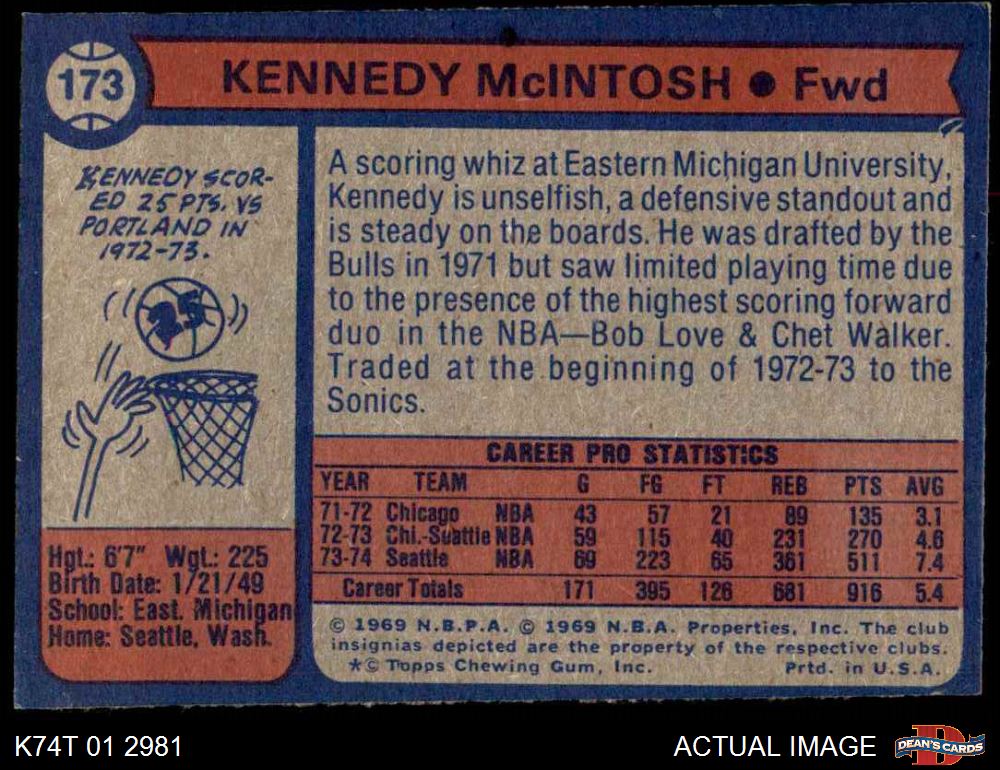 173
KENNEDY McINTOSH ● Fwd
KENNEDY SCOR-
ED 25 PTS. VS
PORTLAND IN
1972-73.
25
Hgt.: 6'7" Wgt.: 225
Birth Date: 1/21/49
School: East. Michigan
Home: Seattle, Wash.
A scoring whiz at Eastern Michigan University,
Kennedy is unselfish, a defensive standout and
is steady on the boards. He was drafted by the
Bulls in 1971 but saw limited playing time due
to the presence of the highest scoring forward
duo in the NBA—Bob Love & Chet Walker.
Traded at the beginning of 1972-73 to the
Sonics.
CAREER PRO STATISTICS
YEAR TEAM G FG FT REB PTS AVG
71-72 Chicago NBA 43 57 21 89 135 3.1
72-73 Chi.-Seattle NBA 59 115 40 231 270 4.6
73-74 Seattle NBA 69 223 65 361 511 7.4
Career Totals 171 395 126 681 916 5.4
© 1969 N.B.P.A. © 1969 N.B.A. Properties, Inc. The club
insignias depicted are the property of the respective clubs.
*© Topps Chewing Gum, Inc. Prtd. in U.S.A.
K74T 01 2981
ACTUAL IMAGE
DEAN'S CARDS